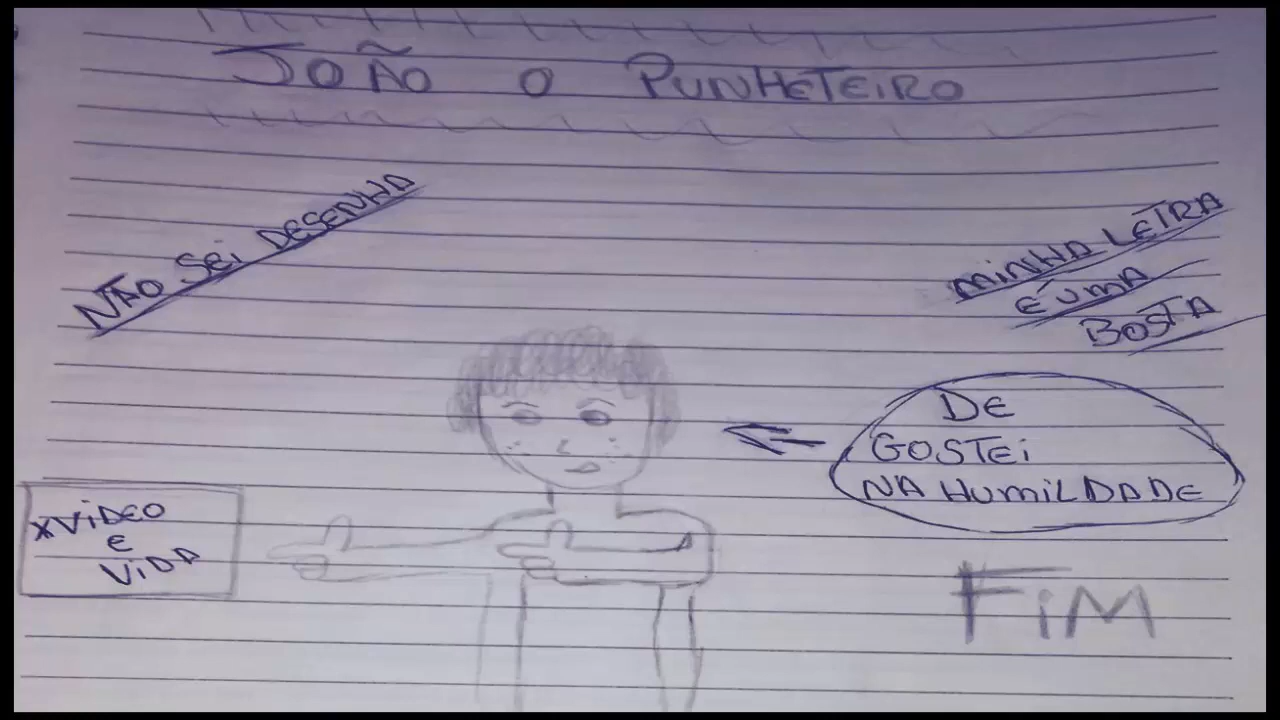 JOÃO O PUNHETEIRO
NÃO SEi DESENHA
MiNHA LETRA
É UMA
BOSTA
DE
GOSTEi
NA HUMiLDADE
XViDEO
E
ViDA
FiM